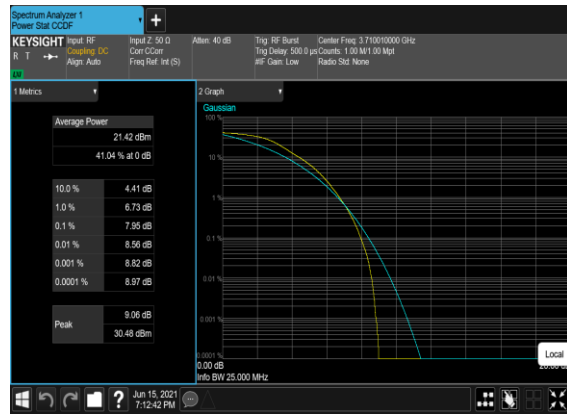 Spectrum Analyzer 1
Power Stat CCDF
KEYSIGHT
R T
Input: RF
Coupling: DC
Align: Auto
Input Z: 50 Ω
Corr CCorr
Freq Ref: Int (S)
Atten: 40 dB
Trig: RF Burst
Trig Delay: 500.0 µs
#IF Gain: Low
Center Freq: 3.710010000 GHz
Counts: 1.00 M/1.00 Mpt
Radio Std: None
1 Metrics
Average Power
21.42 dBm
41.04 % at 0 dB
10.0 % 4.41 dB
1.0 % 6.73 dB
0.1 % 7.95 dB
0.01 % 8.56 dB
0.001 % 8.82 dB
0.0001 % 8.97 dB
Peak
9.06 dB
30.48 dBm
2 Graph
Gaussian
100 %
10 %
1 %
0.1 %
0.01 %
0.001 %
0.0001 %
0.00 dB
Info BW 25.000 MHz
Local
Jun 15, 2021
7:12:42 PM